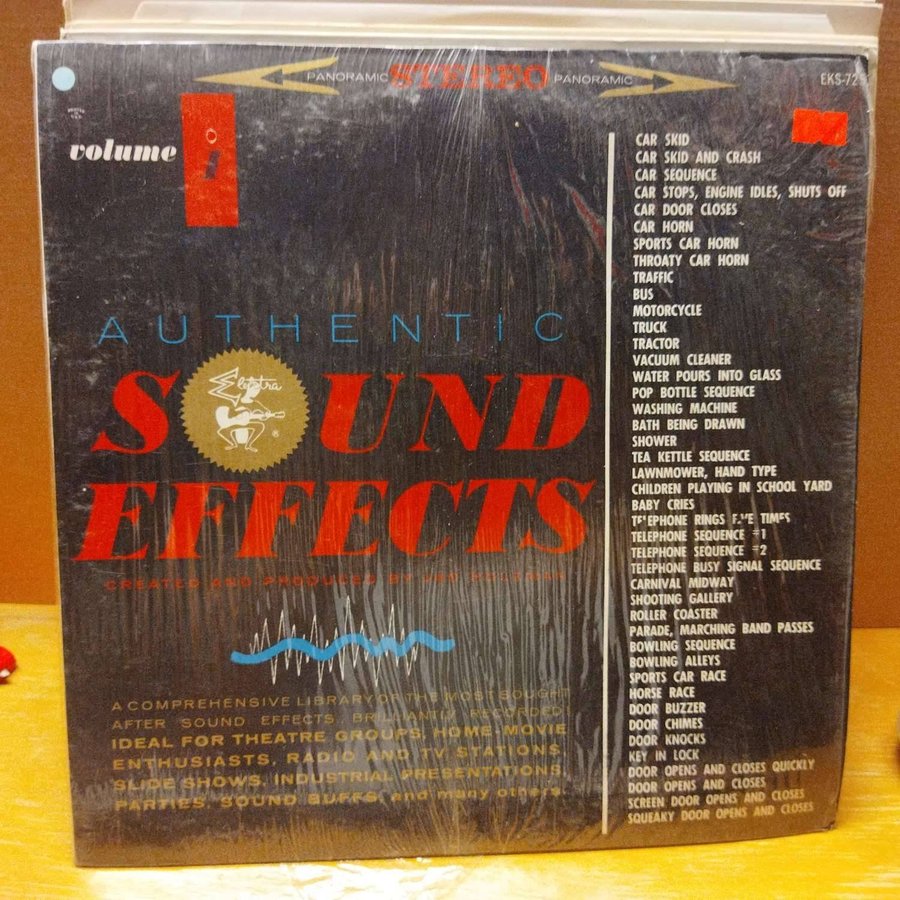 PANORAMIC STEREO PANORAMIC
EKS-725
volume
AUTHENTIC
SOUND
Elektra
®
EFFECTS
CREATED AND PRODUCED BY JAC HOLZMAN
A COMPREHENSIVE LIBRARY OF THE MOST SOUGHT
AFTER SOUND EFFECTS, BRILLIANTLY RECORDED!
IDEAL FOR THEATRE GROUPS, HOME-MOVIE
ENTHUSIASTS, RADIO AND TV STATIONS,
SLIDE SHOWS, INDUSTRIAL PRESENTATIONS,
PARTIES, SOUND BUFFS, and many others.
CAR SKID
CAR SKID AND CRASH
CAR SEQUENCE
CAR STOPS, ENGINE IDLES, SHUTS OFF
CAR DOOR CLOSES
CAR HORN
SPORTS CAR HORN
THROATY CAR HORN
TRAFFIC
BUS
MOTORCYCLE
TRUCK
TRACTOR
VACUUM CLEANER
WATER POURS INTO GLASS
POP BOTTLE SEQUENCE
WASHING MACHINE
BATH BEING DRAWN
SHOWER
TEA KETTLE SEQUENCE
LAWNMOWER, HAND TYPE
CHILDREN PLAYING IN SCHOOL YARD
BABY CRIES
TELEPHONE RINGS FIVE TIMES
TELEPHONE SEQUENCE #1
TELEPHONE SEQUENCE #2
TELEPHONE BUSY SIGNAL SEQUENCE
CARNIVAL MIDWAY
SHOOTING GALLERY
ROLLER COASTER
PARADE, MARCHING BAND PASSES
BOWLING SEQUENCE
BOWLING ALLEYS
SPORTS CAR RACE
HORSE RACE
DOOR BUZZER
DOOR CHIMES
DOOR KNOCKS
KEY IN LOCK
DOOR OPENS AND CLOSES QUICKLY
DOOR OPENS AND CLOSES
SCREEN DOOR OPENS AND CLOSES
SQUEAKY DOOR OPENS AND CLOSES